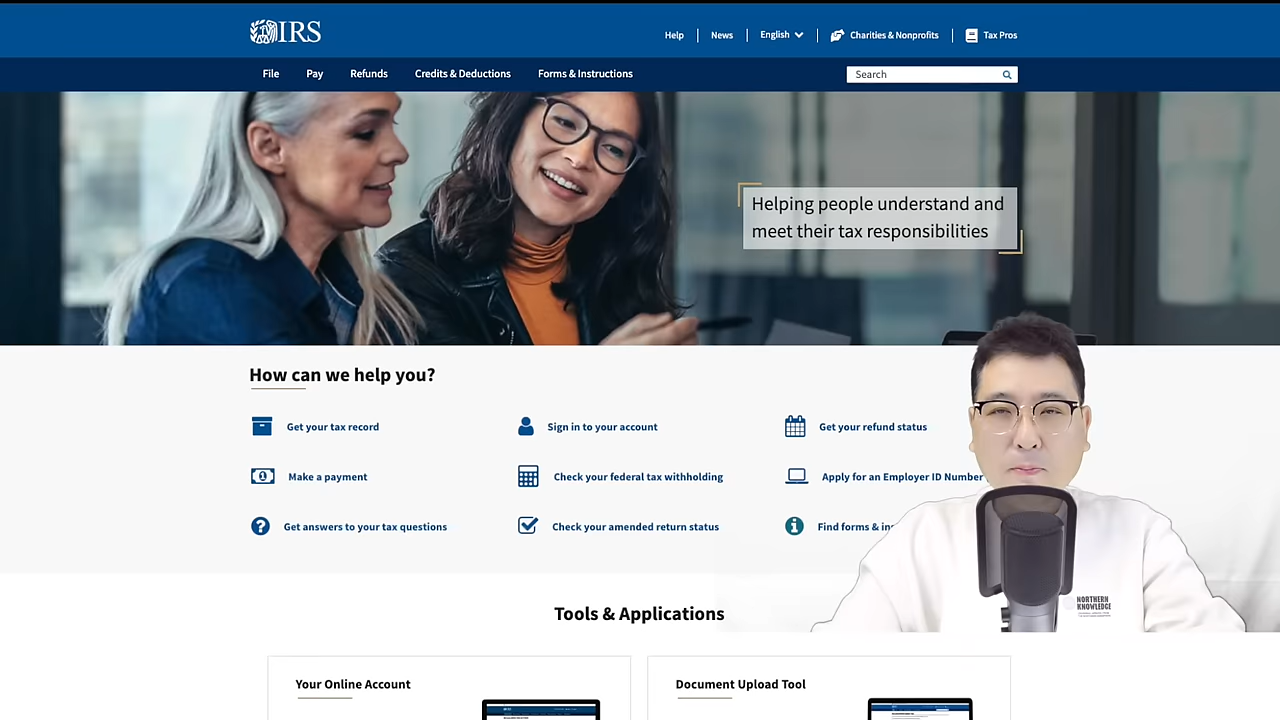 IRS
Help
News
English
Charities & Nonprofits
Tax Pros
File
Pay
Refunds
Credits & Deductions
Forms & Instructions
Search
Helping people understand and
meet their tax responsibilities
How can we help you?
Get your tax record
Sign in to your account
Get your refund status
Make a payment
Check your federal tax withholding
Apply for an Employer ID Number
Get answers to your tax questions
Check your amended return status
Find forms & in
NORTHERN
KNOWLEDGE
Tools & Applications
Your Online Account
Document Upload Tool